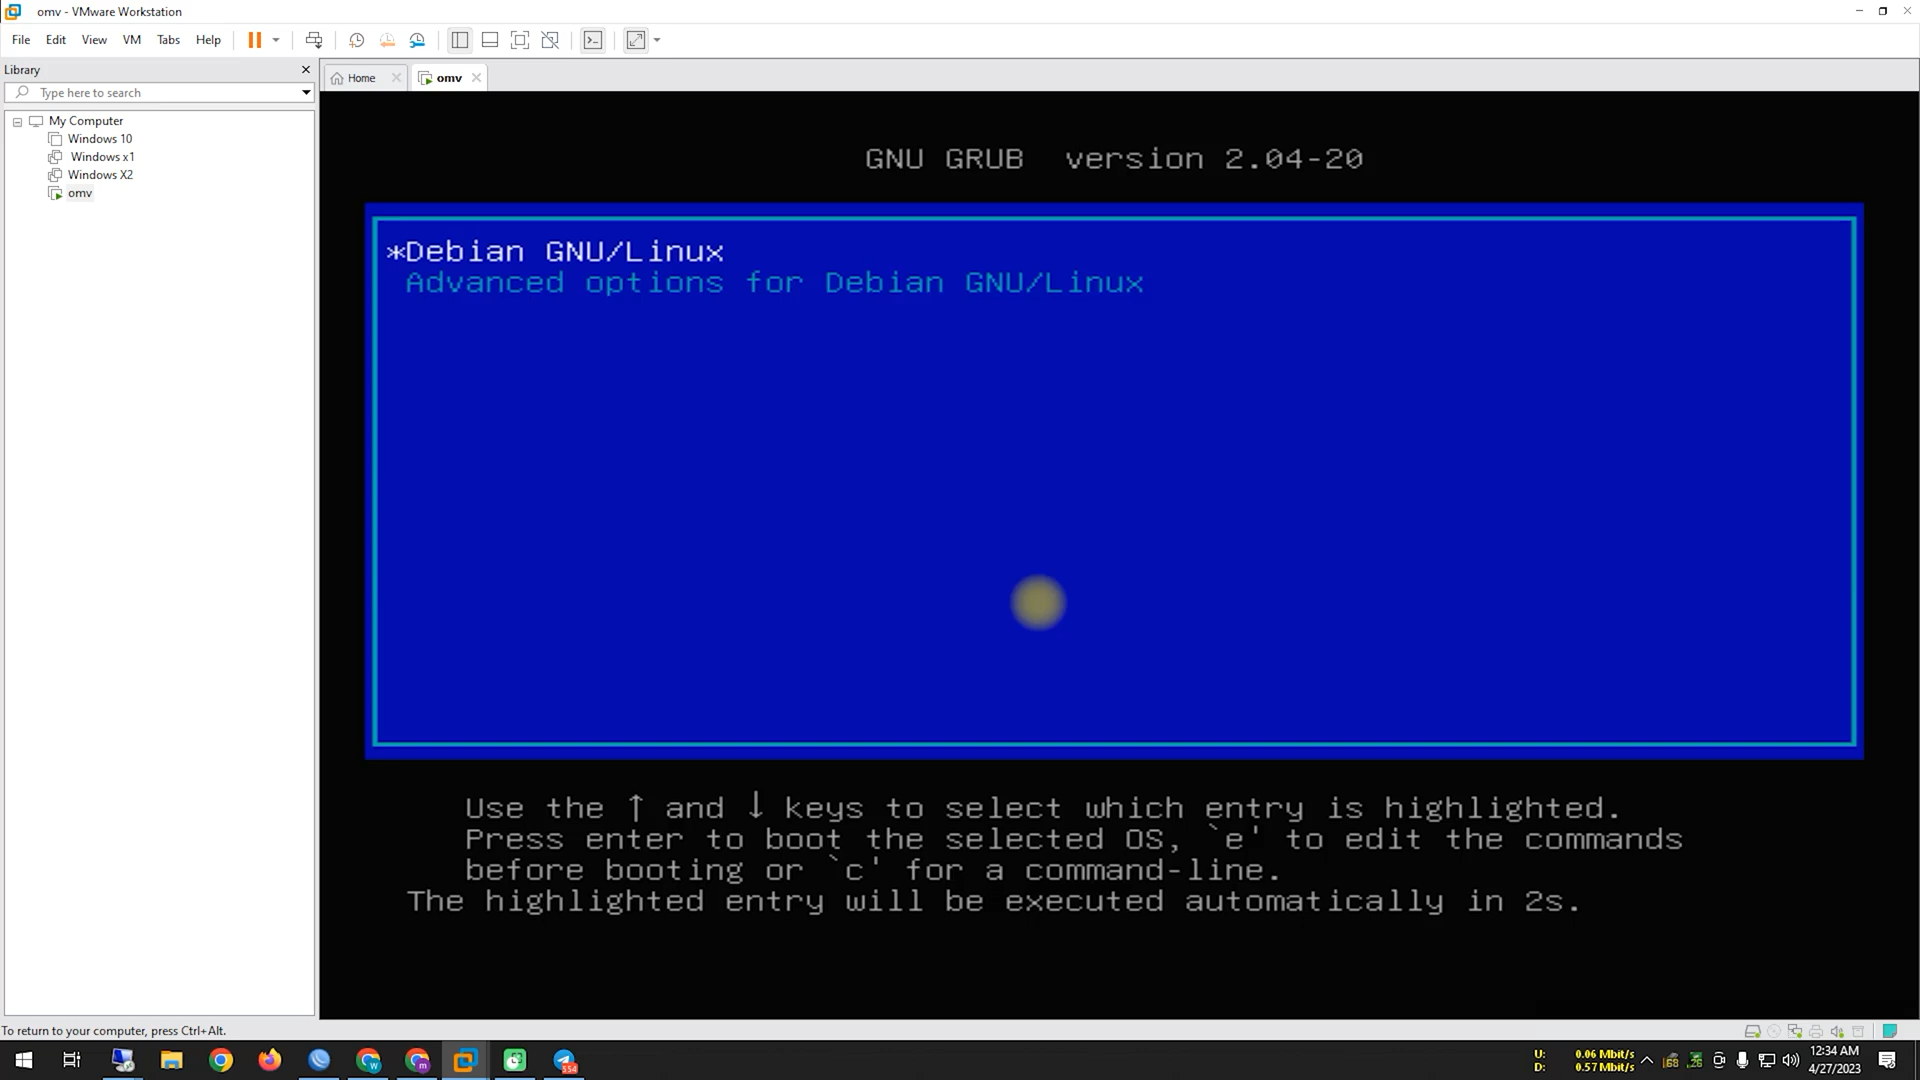 omv - VMware Workstation
File Edit View VM Tabs Help
Library
Home
omv
Type here to search
My Computer
Windows 10
Windows x1
Windows X2
omv
GNU GRUB version 2.04-20
*Debian GNU/Linux
Advanced options for Debian GNU/Linux
Use the ↑ and ↓ keys to select which entry is highlighted.
Press enter to boot the selected OS, `e' to edit the commands
before booting or `c' for a command-line.
The highlighted entry will be executed automatically in 2s.
To return to your computer, press Ctrl+Alt.
U: 0.06 Mbit/s
D: 0.57 Mbit/s
12:34 AM
4/27/2023